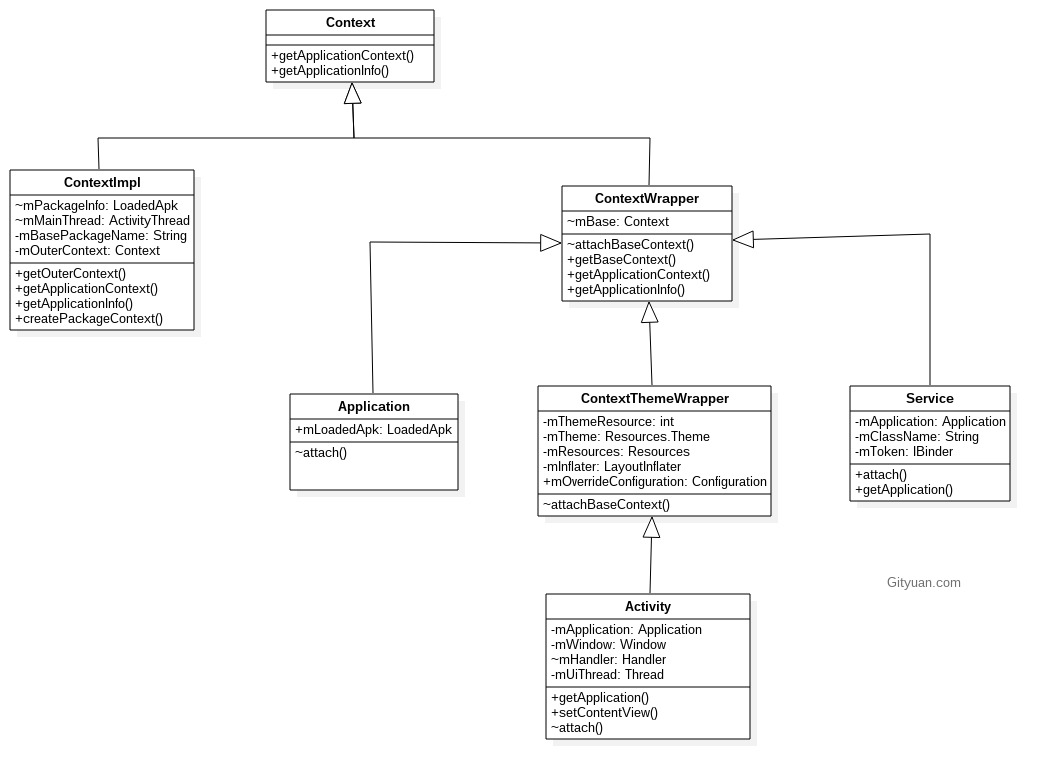 Context
+getApplicationContext()
+getApplicationInfo()
ContextImpl
~mPackageInfo: LoadedApk
~mMainThread: ActivityThread
-mBasePackageName: String
-mOuterContext: Context
+getOuterContext()
+getApplicationContext()
+getApplicationInfo()
+createPackageContext()
ContextWrapper
~mBase: Context
~attachBaseContext()
+getBaseContext()
+getApplicationContext()
+getApplicationInfo()
Application
+mLoadedApk: LoadedApk
~attach()
ContextThemeWrapper
-mThemeResource: int
-mTheme: Resources.Theme
-mResources: Resources
-mInflater: LayoutInflater
+mOverrideConfiguration: Configuration
~attachBaseContext()
Service
-mApplication: Application
-mClassName: String
-mToken: IBinder
+attach()
+getApplication()
Gityuan.com
Activity
-mApplication: Application
-mWindow: Window
~mHandler: Handler
-mUiThread: Thread
+getApplication()
+setContentView()
~attach()